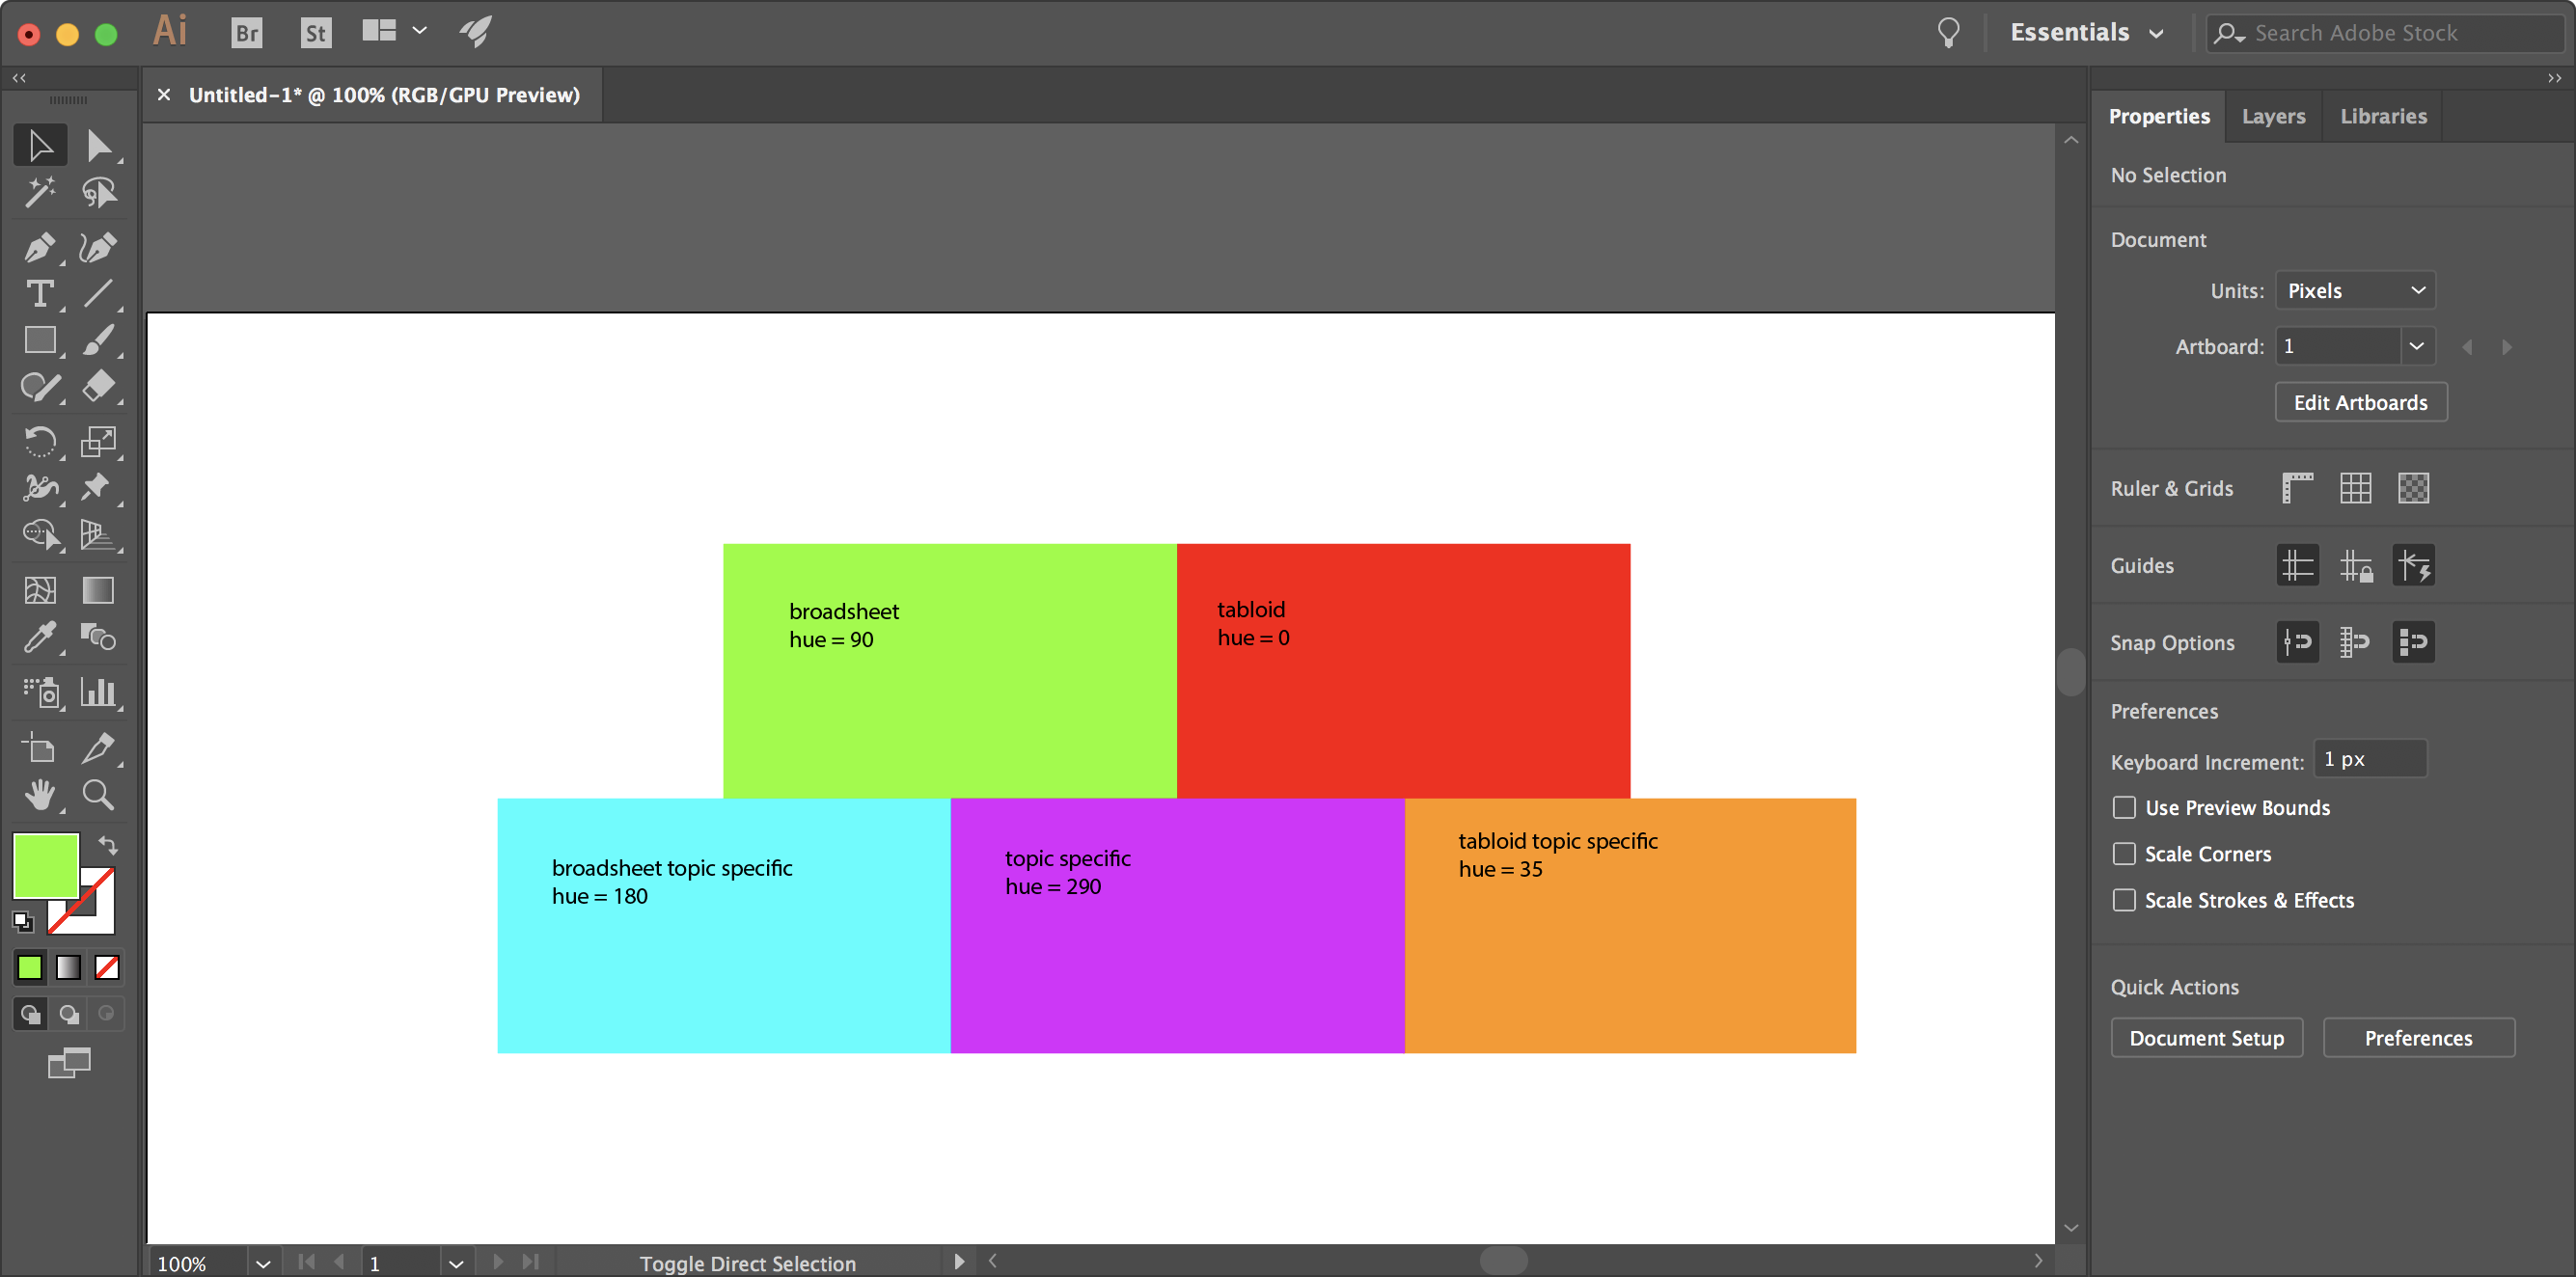 Ai Br St Essentials Search Adobe Stock
Untitled-1* @ 100% (RGB/GPU Preview)
broadsheet
hue = 90
tabloid
hue = 0
broadsheet topic specific
hue = 180
topic specific
hue = 290
tabloid topic specific
hue = 35
100% 1 Toggle Direct Selection
Properties Layers Libraries
No Selection
Document
Units: Pixels
Artboard: 1
Edit Artboards
Ruler & Grids
Guides
Snap Options
Preferences
Keyboard Increment: 1 px
Use Preview Bounds
Scale Corners
Scale Strokes & Effects
Quick Actions
Document Setup Preferences